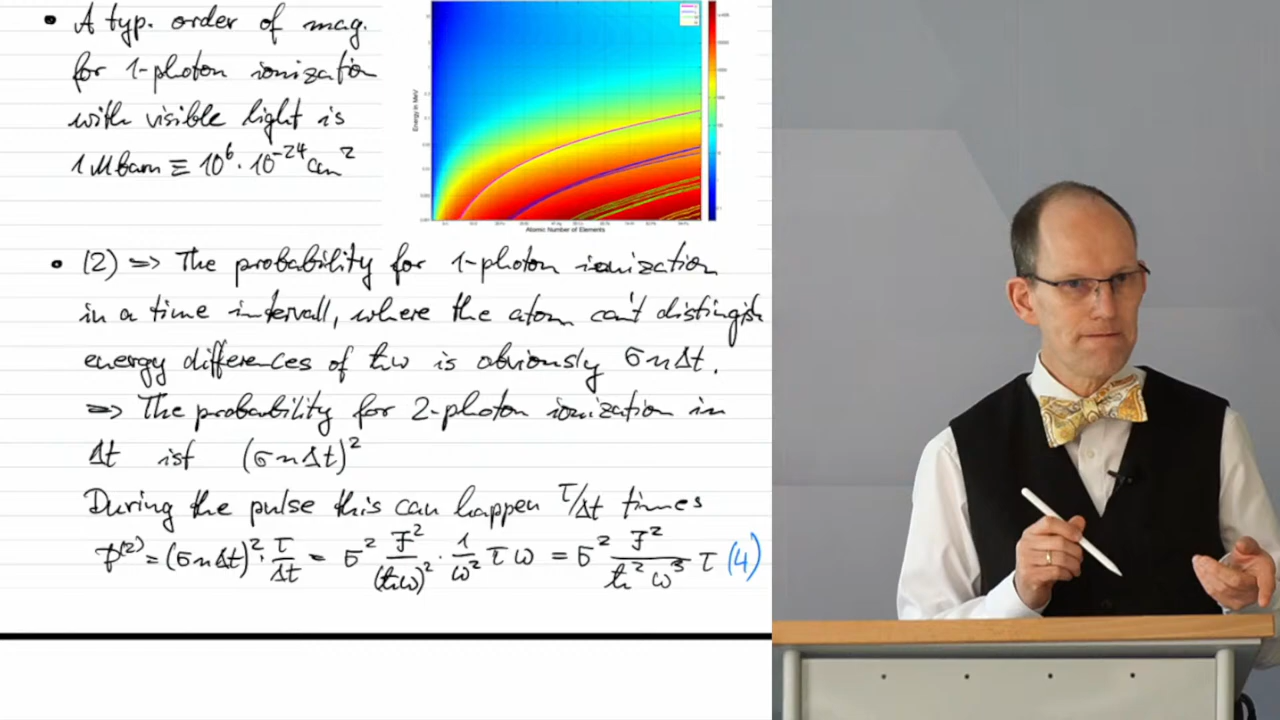 • A typ. order of mag.
for 1-photon ionization
with visible light is
1 Mbarn ≡ 10⁶ · 10⁻²⁴ cm²
Energy in MeV
Atomic Number of Elements
• (2) => The probability for 1-photon ionization
in a time intervall, where the atom can't distingish
energy differences of ħω is obviously σnΔt.
=> The probability for 2-photon ionization in
Δt ist (σnΔt)²
During the pulse this can happen τ/Δt times
P⁽²⁾ = (σnΔt)² · τ/Δt = σ² F²/(ħω)² · 1/ω² τ ω = σ² F²/(ħ² ω³) τ (4)